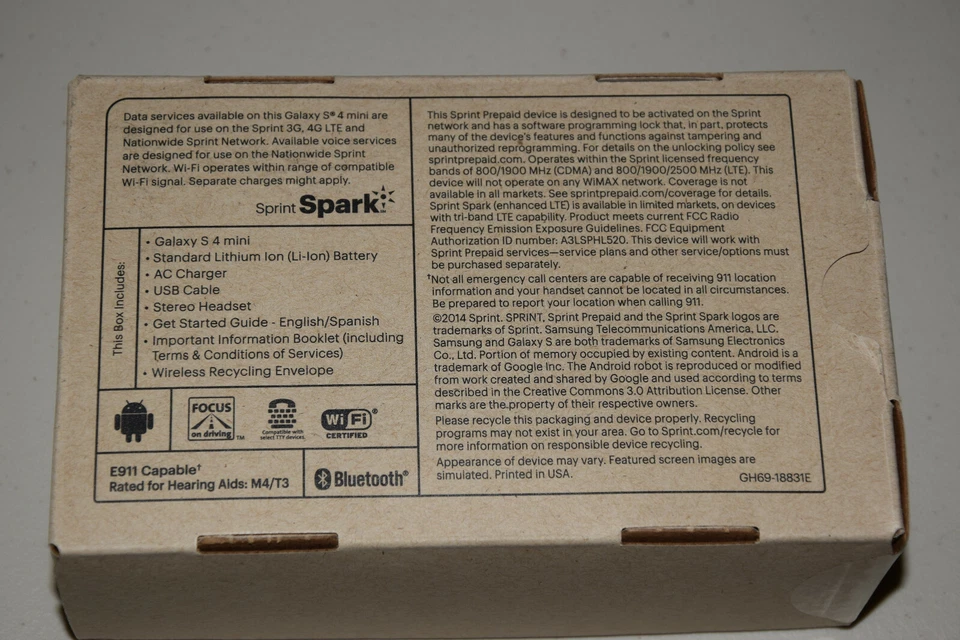 Data services available on this Galaxy S® 4 mini are
designed for use on the Sprint 3G, 4G LTE and
Nationwide Sprint Network. Available voice services
are designed for use on the Nationwide Sprint
Network. Wi-Fi operates within range of compatible
Wi-Fi signal. Separate charges might apply.
Sprint Spark
This Box Includes:
• Galaxy S 4 mini
• Standard Lithium Ion (Li-Ion) Battery
• AC Charger
• USB Cable
• Stereo Headset
• Get Started Guide - English/Spanish
• Important Information Booklet (including
Terms & Conditions of Services)
• Wireless Recycling Envelope
FOCUS
on driving™
Compatible with
select TTY devices
Wi Fi®
CERTIFIED
E911 Capable†
Rated for Hearing Aids: M4/T3
Bluetooth®
This Sprint Prepaid device is designed to be activated on the Sprint
network and has a software programming lock that, in part, protects
many of the device's features and functions against tampering and
unauthorized reprogramming. For details on the unlocking policy see
sprintprepaid.com. Operates within the Sprint licensed frequency
bands of 800/1900 MHz (CDMA) and 800/1900/2500 MHz (LTE). This
device will not operate on any WiMAX network. Coverage is not
available in all markets. See sprintprepaid.com/coverage for details.
Sprint Spark (enhanced LTE) is available in limited markets, on devices
with tri-band LTE capability. Product meets current FCC Radio
Frequency Emission Exposure Guidelines. FCC Equipment
Authorization ID number: A3LSPHL520. This device will work with
Sprint Prepaid services—service plans and other service/options must
be purchased separately.
†Not all emergency call centers are capable of receiving 911 location
information and your handset cannot be located in all circumstances.
Be prepared to report your location when calling 911.
©2014 Sprint. SPRINT, Sprint Prepaid and the Sprint Spark logos are
trademarks of Sprint. Samsung Telecommunications America, LLC.
Samsung and Galaxy S are both trademarks of Samsung Electronics
Co., Ltd. Portion of memory occupied by existing content. Android is a
trademark of Google Inc. The Android robot is reproduced or modified
from work created and shared by Google and used according to terms
described in the Creative Commons 3.0 Attribution License. Other
marks are the property of their respective owners.
Please recycle this packaging and device properly. Recycling
programs may not exist in your area. Go to Sprint.com/recycle for
more information on responsible device recycling.
Appearance of device may vary. Featured screen images are
simulated. Printed in USA.
GH69-18831E